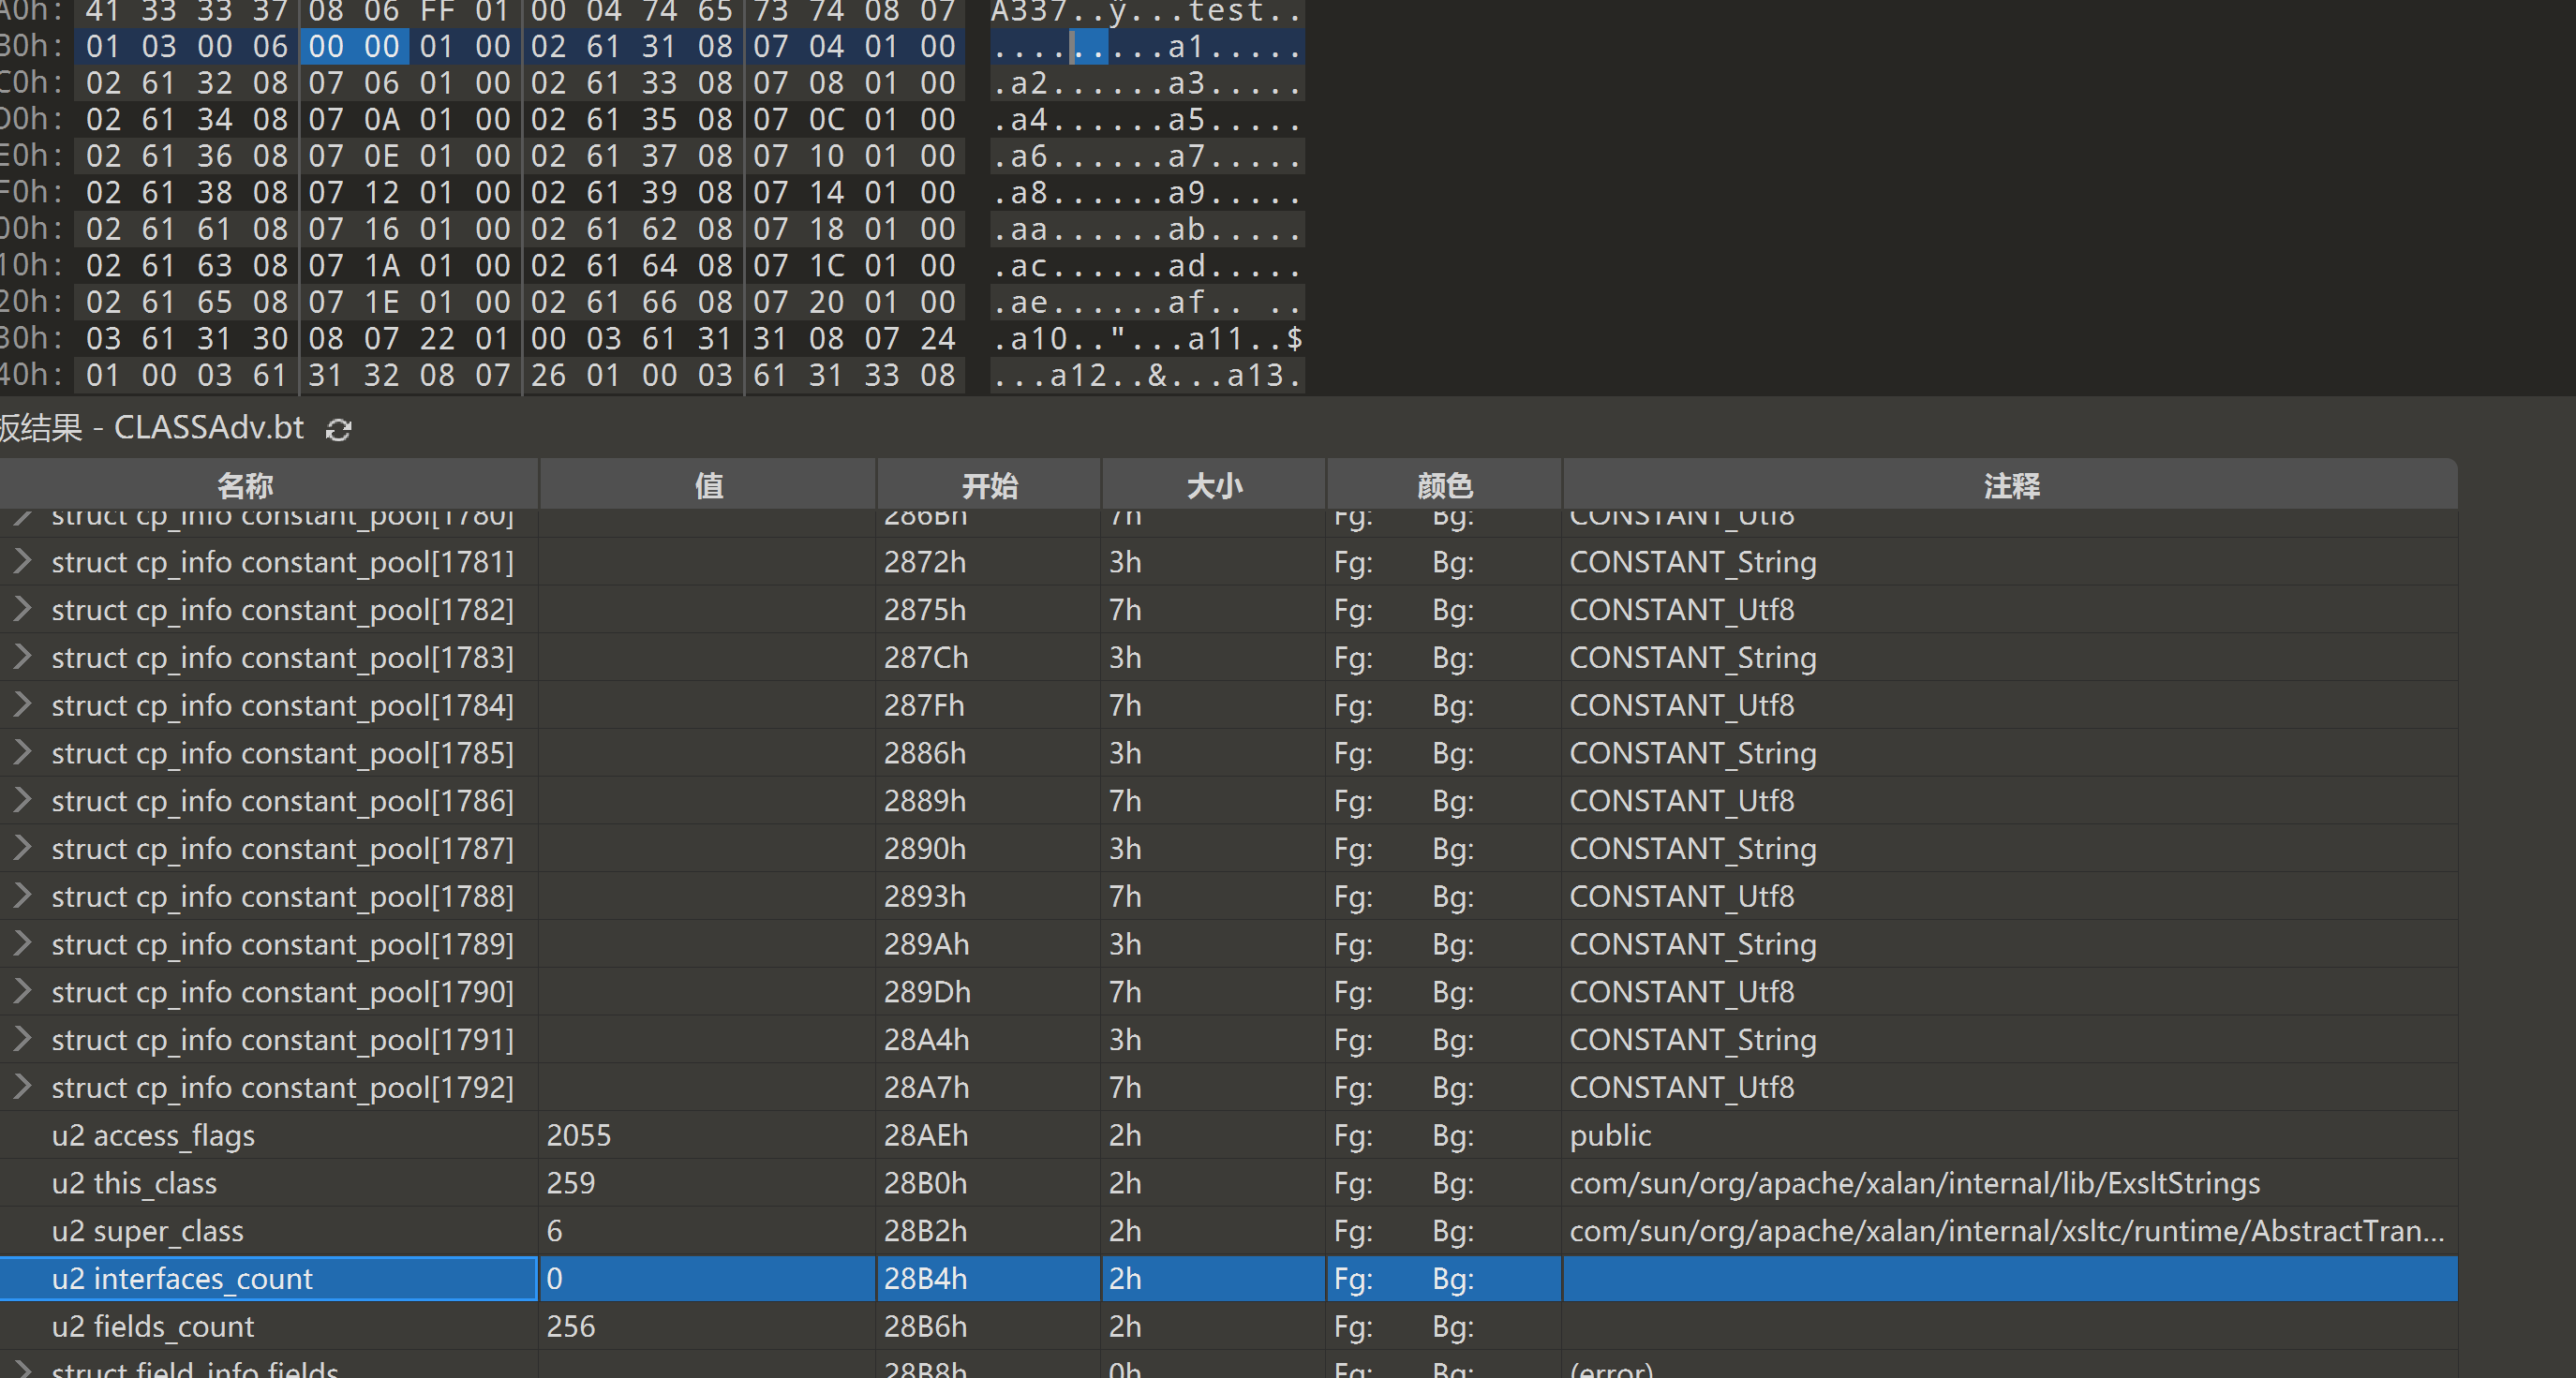 A0h: 41 33 33 37 08 06 FF 01 00 04 74 65 73 74 08 07 A337..ÿ...test..
B0h: 01 03 00 06 00 00 01 00 02 61 31 08 07 04 01 00 .........a1.....
C0h: 02 61 32 08 07 06 01 00 02 61 33 08 07 08 01 00 .a2......a3.....
D0h: 02 61 34 08 07 0A 01 00 02 61 35 08 07 0C 01 00 .a4......a5.....
E0h: 02 61 36 08 07 0E 01 00 02 61 37 08 07 10 01 00 .a6......a7.....
F0h: 02 61 38 08 07 12 01 00 02 61 39 08 07 14 01 00 .a8......a9.....
00h: 02 61 61 08 07 16 01 00 02 61 62 08 07 18 01 00 .aa......ab.....
10h: 02 61 63 08 07 1A 01 00 02 61 64 08 07 1C 01 00 .ac......ad.....
20h: 02 61 65 08 07 1E 01 00 02 61 66 08 07 20 01 00 .ae......af.. ..
30h: 03 61 31 30 08 07 22 01 00 03 61 31 31 08 07 24 .a10.."...a11..$
40h: 01 00 03 61 31 32 08 07 26 01 00 03 61 31 33 08 ...a12..&...a13.
板结果 - CLASSAdv.bt
名称 值 开始 大小 颜色 注释
struct cp_info constant_pool[1780] 286Bh 7h Fg: Bg: CONSTANT_Utf8
struct cp_info constant_pool[1781] 2872h 3h Fg: Bg: CONSTANT_String
struct cp_info constant_pool[1782] 2875h 7h Fg: Bg: CONSTANT_Utf8
struct cp_info constant_pool[1783] 287Ch 3h Fg: Bg: CONSTANT_String
struct cp_info constant_pool[1784] 287Fh 7h Fg: Bg: CONSTANT_Utf8
struct cp_info constant_pool[1785] 2886h 3h Fg: Bg: CONSTANT_String
struct cp_info constant_pool[1786] 2889h 7h Fg: Bg: CONSTANT_Utf8
struct cp_info constant_pool[1787] 2890h 3h Fg: Bg: CONSTANT_String
struct cp_info constant_pool[1788] 2893h 7h Fg: Bg: CONSTANT_Utf8
struct cp_info constant_pool[1789] 289Ah 3h Fg: Bg: CONSTANT_String
struct cp_info constant_pool[1790] 289Dh 7h Fg: Bg: CONSTANT_Utf8
struct cp_info constant_pool[1791] 28A4h 3h Fg: Bg: CONSTANT_String
struct cp_info constant_pool[1792] 28A7h 7h Fg: Bg: CONSTANT_Utf8
u2 access_flags 2055 28AEh 2h Fg: Bg: public
u2 this_class 259 28B0h 2h Fg: Bg: com/sun/org/apache/xalan/internal/lib/ExsltStrings
u2 super_class 6 28B2h 2h Fg: Bg: com/sun/org/apache/xalan/internal/xsltc/runtime/AbstractTran...
u2 interfaces_count 0 28B4h 2h Fg: Bg:
u2 fields_count 256 28B6h 2h Fg: Bg:
struct field_info fields 28B8h 0h Fg: Bg: (error)